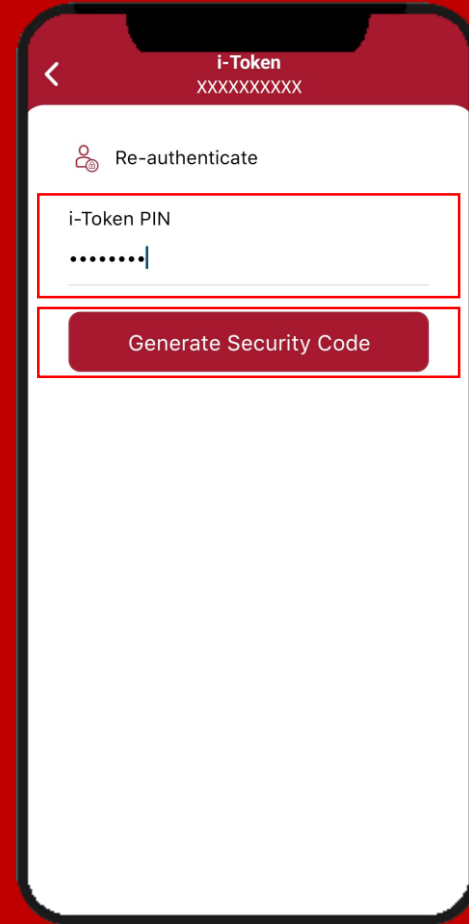 i-Token
XXXXXXXXXX
Re-authenticate
i-Token PIN
••••••••
Generate Security Code